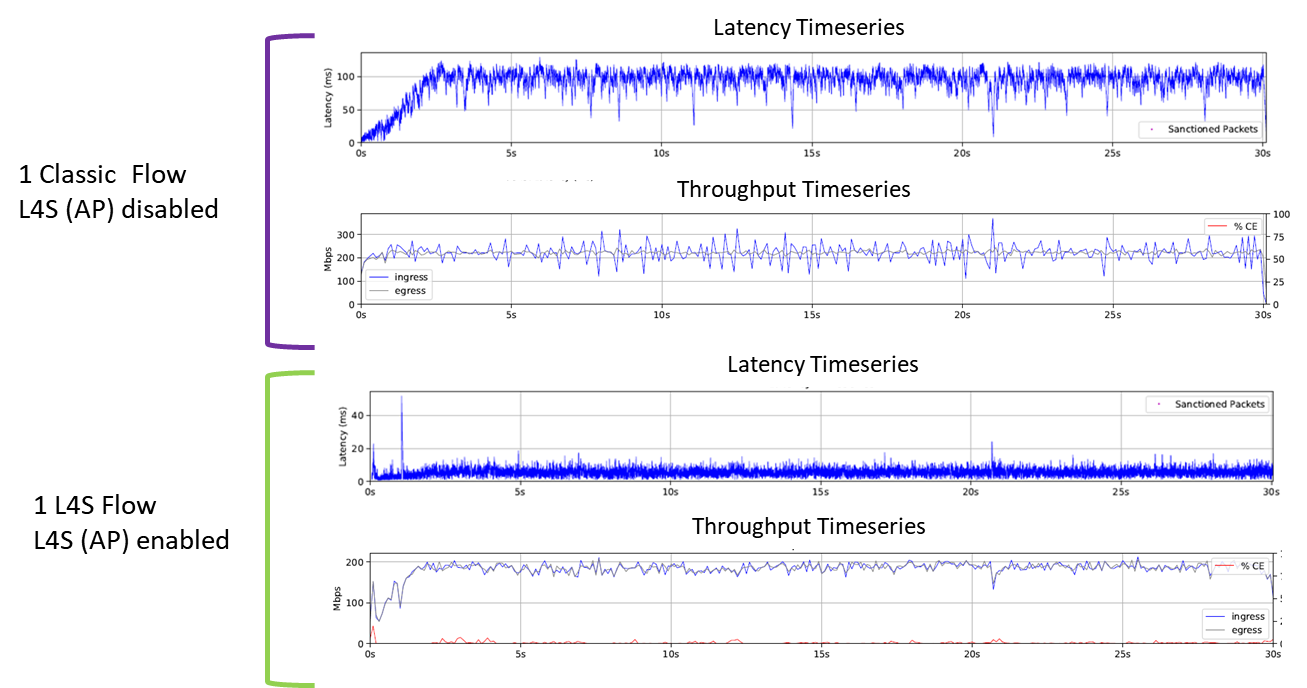 Latency Timeseries
100
50
0
Latency (ms)
Sanctioned Packets
0s 5s 10s 15s 20s 25s 30s
1 Classic Flow
L4S (AP) disabled
Throughput Timeseries
300
200
100
0
Mbps
ingress
egress
% CE
100
75
50
25
0
0s 5s 10s 15s 20s 25s 30s
Latency Timeseries
40
20
0
Latency (ms)
Sanctioned Packets
0s 5s 10s 15s 20s 25s 30s
1 L4S Flow
L4S (AP) enabled
Throughput Timeseries
200
100
0
Mbps
% CE
ingress
egress
0s 5s 10s 15s 20s 25s 30s